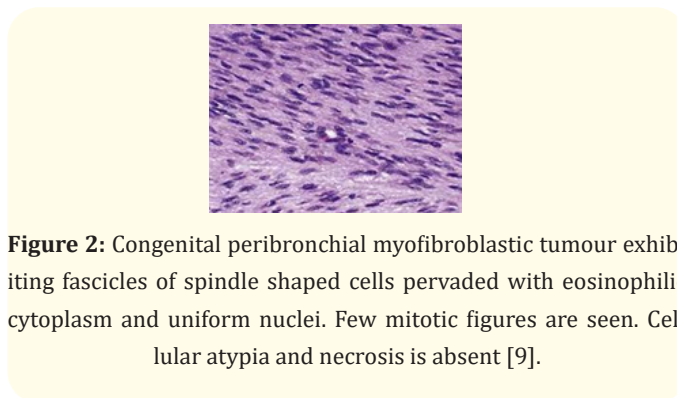 Figure 2: Congenital peribronchial myofibroblastic tumour exhib
iting fascicles of spindle shaped cells pervaded with eosinophili
cytoplasm and uniform nuclei. Few mitotic figures are seen. Cel
lular atypia and necrosis is absent [9].